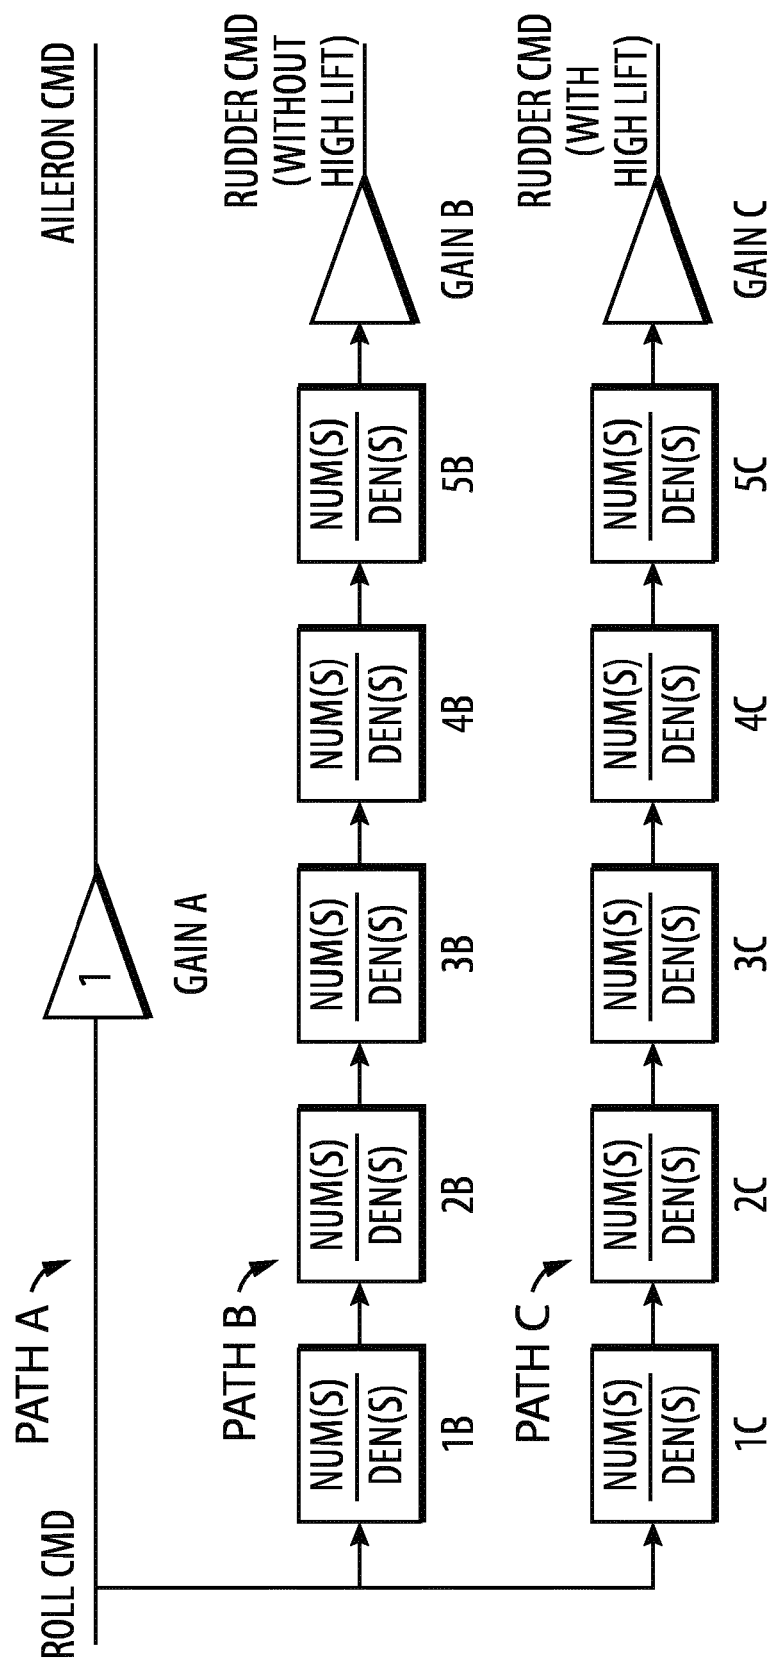 ROLL CMD
PATH A
1
GAIN A
AILERON CMD
PATH B
NUM(S)
DEN(S)
1B
NUM(S)
DEN(S)
2B
NUM(S)
DEN(S)
3B
NUM(S)
DEN(S)
4B
NUM(S)
DEN(S)
5B
GAIN B
RUDDER CMD
(WITHOUT
HIGH LIFT)
PATH C
NUM(S)
DEN(S)
1C
NUM(S)
DEN(S)
2C
NUM(S)
DEN(S)
3C
NUM(S)
DEN(S)
4C
NUM(S)
DEN(S)
5C
GAIN C
RUDDER CMD
(WITH
HIGH LIFT)